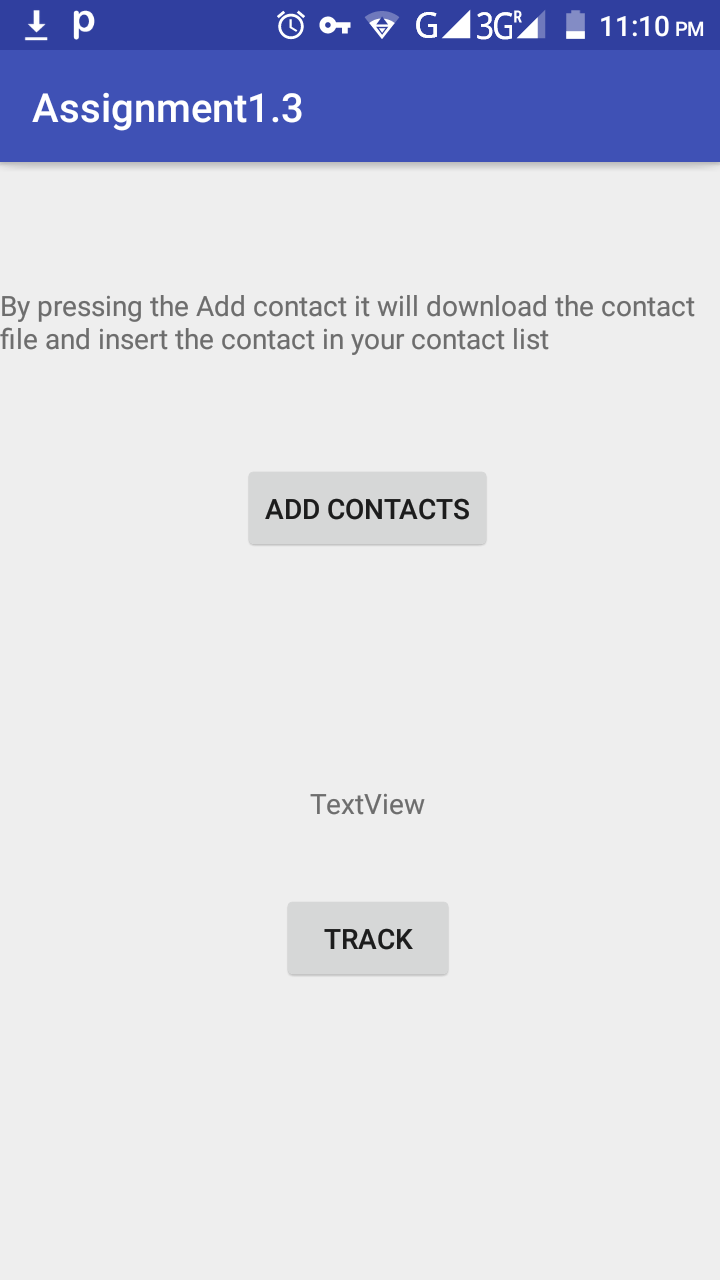 p G 3G R 11:10 PM
Assignment1.3
By pressing the Add contact it will download the contact
file and insert the contact in your contact list
ADD CONTACTS
TextView
TRACK